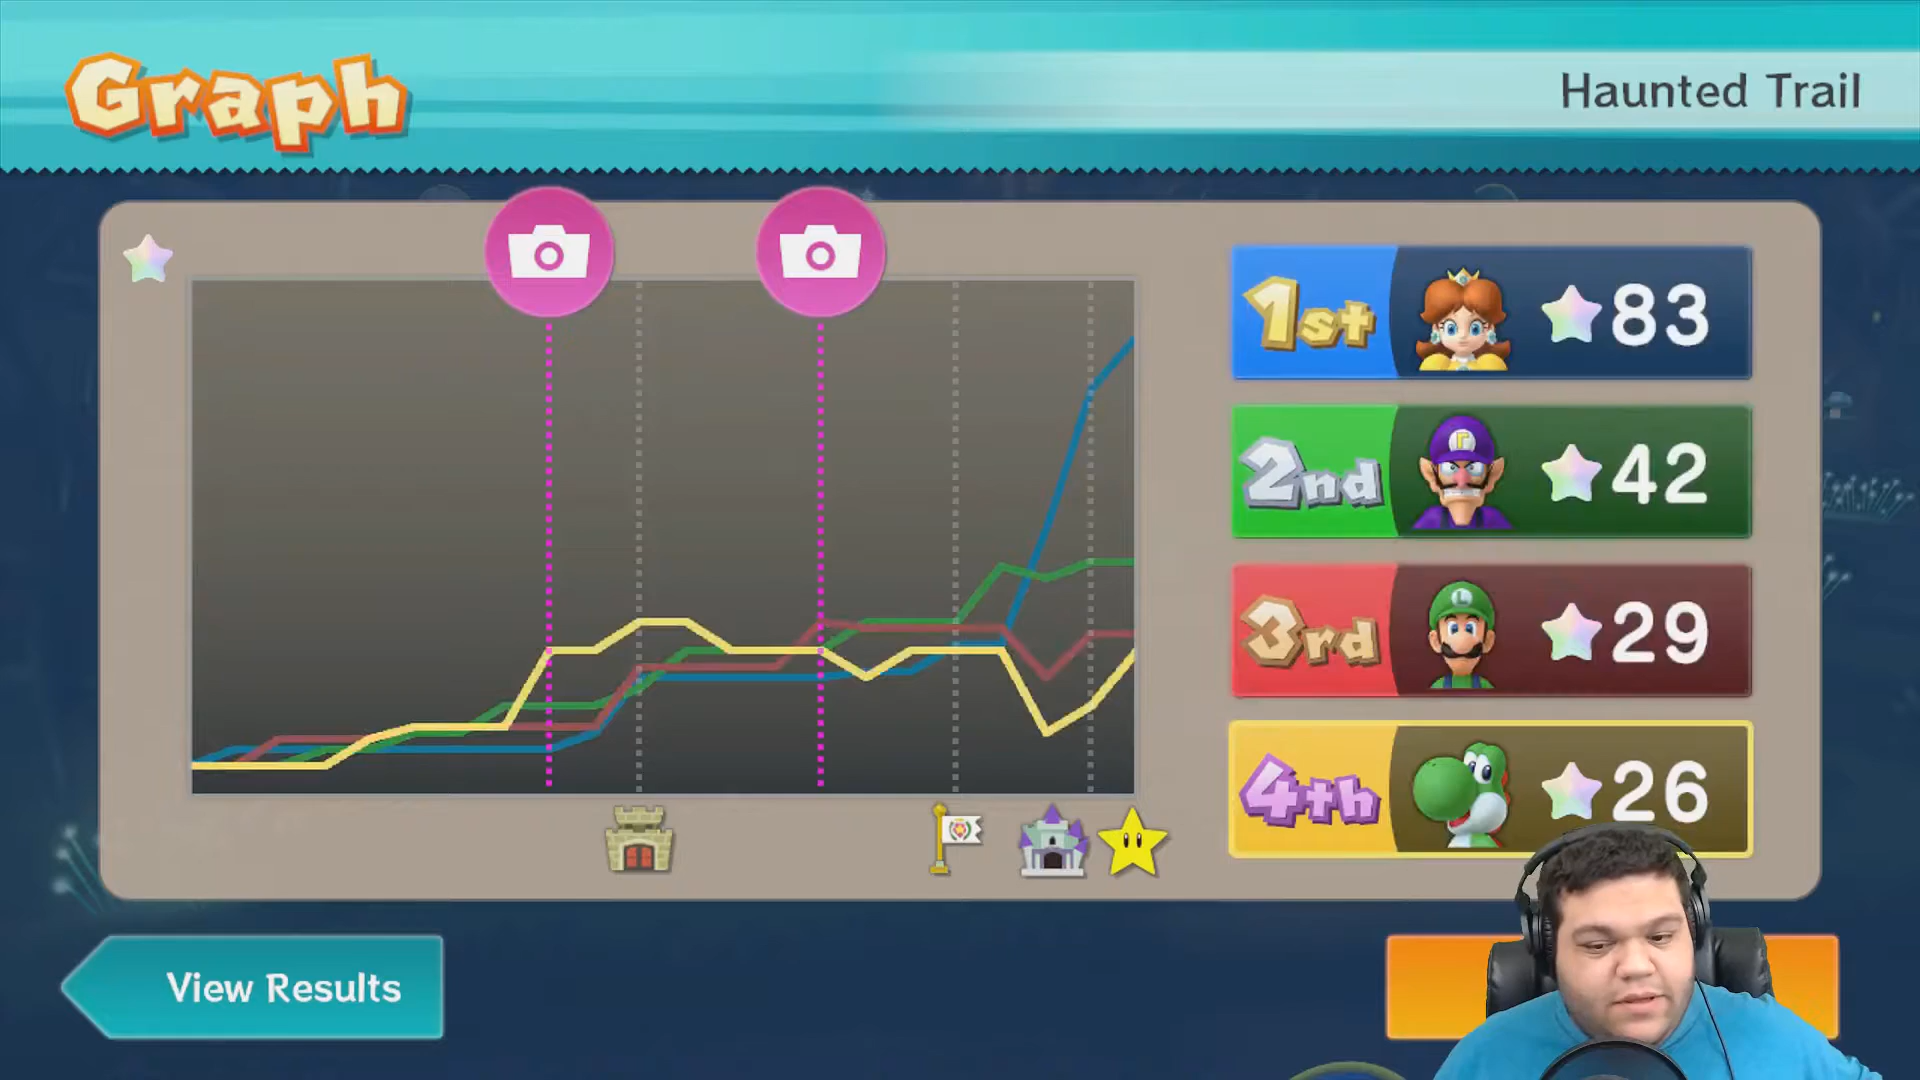 Graph
Haunted Trail
1st 83
2nd 42
3rd 29
4th 26
View Results